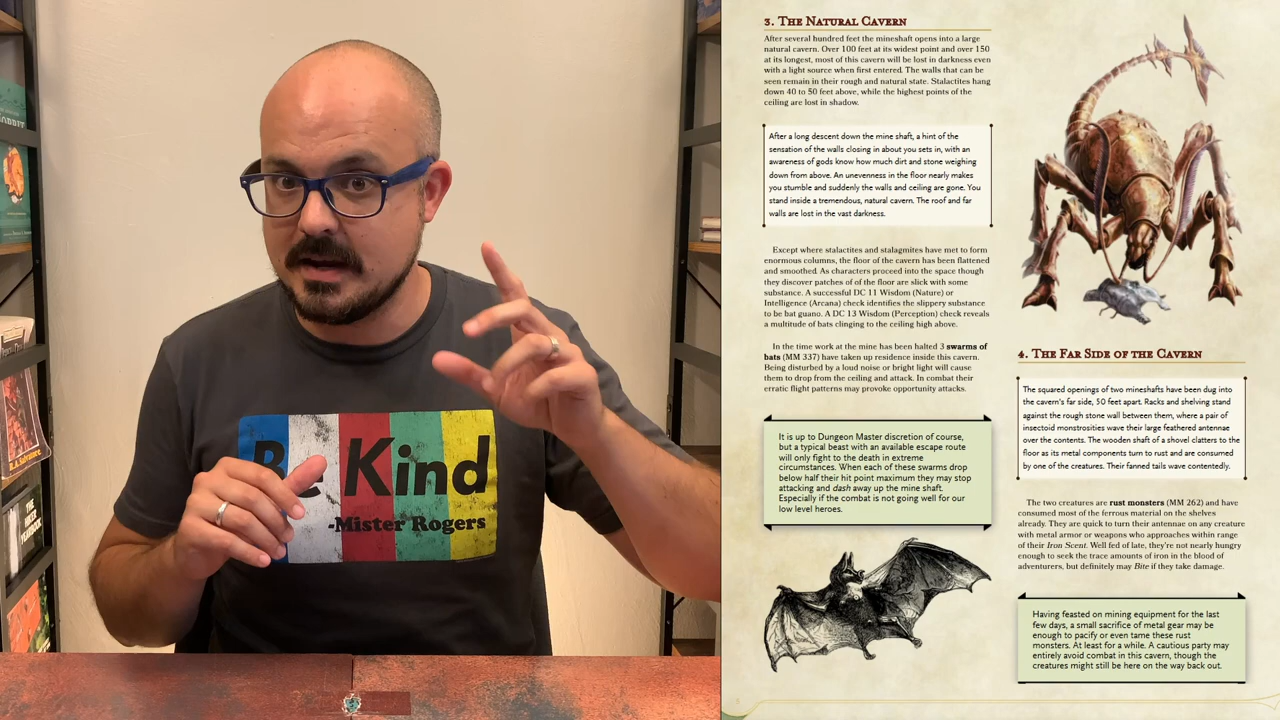 Be Kind
-Mister Rogers
3. The Natural Cavern
After several hundred feet the mineshaft opens into a large
natural cavern. Over 100 feet at its widest point and over 150
at its longest, most of this cavern will be lost in darkness even
with a light source when first entered. The walls that can be
seen remain in their rough and natural state. Stalactites hang
down 40 to 50 feet above, while the highest points of the
ceiling are lost in shadow.
After a long descent down the mine shaft, a hint of the
sensation of the walls closing in about you sets in, with an
awareness of gods know how much dirt and stone weighing
down from above. An unevenness in the floor nearly makes
you stumble and suddenly the walls and ceiling are gone. You
stand inside a tremendous, natural cavern. The roof and far
walls are lost in the vast darkness.
Except where stalactites and stalagmites have met to form
enormous columns, the floor of the cavern has been flattened
and smoothed. As characters proceed into the space though
they discover patches of of the floor are slick with some
substance. A successful DC 11 Wisdom (Nature) or
Intelligence (Arcana) check identifies the slippery substance
to be bat guano. A DC 13 Wisdom (Perception) check reveals
a multitude of bats clinging to the ceiling high above.
In the time work at the mine has been halted 3 swarms of
bats (MM 337) have taken up residence inside this cavern.
Being disturbed by a loud noise or bright light will cause
them to drop from the ceiling and attack. In combat their
erratic flight patterns may provoke opportunity attacks.
It is up to Dungeon Master discretion of course,
but a typical beast with an available escape route
will only fight to the death in extreme
circumstances. When each of these swarms drop
below half their hit point maximum they may stop
attacking and dash away up the mine shaft.
Especially if the combat is not going well for our
low level heroes.
4. The Far Side of the Cavern
The squared openings of two mineshafts have been dug into
the cavern's far side, 50 feet apart. Racks and shelving stand
against the rough stone wall between them, where a pair of
insectoid monstrosities wave their large feathered antennae
over the contents. The wooden shaft of a shovel clatters to the
floor as its metal components turn to rust and are consumed
by one of the creatures. Their fanned tails wave contentedly.
The two creatures are rust monsters (MM 262) and have
consumed most of the ferrous material on the shelves
already. They are quick to turn their antennae on any creature
with metal armor or weapons who approaches within range
of their Iron Scent. Well fed of late, they're not nearly hungry
enough to seek the trace amounts of iron in the blood of
adventurers, but definitely may Bite if they take damage.
Having feasted on mining equipment for the last
few days, a small sacrifice of metal gear may be
enough to pacify or even tame these rust
monsters. At least for a while. A cautious party may
entirely avoid combat in this cavern, though the
creatures might still be here on the way back out.